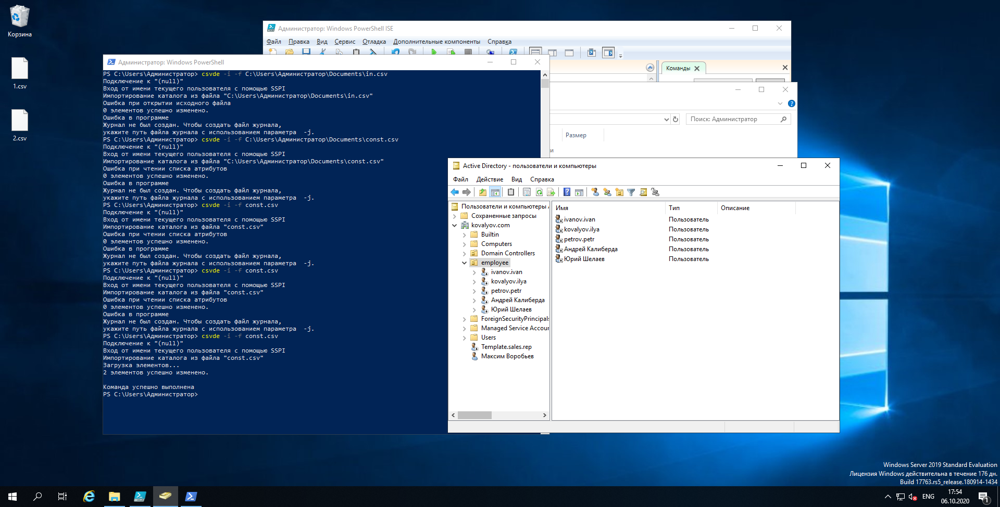 Корзина
1.csv
2.csv
Администратор: Windows PowerShell ISE
Файл Правка Вид Сервис Отладка Дополнительные компоненты Справка
Команды
Поиск: Администратор
Размер
и
Администратор: Windows PowerShell
PS C:\Users\Администратор> csvde -i -f C:\Users\Администратор\Documents\in.csv
Подключение к "(null)"
Вход от имени текущего пользователя с помощью SSPI
Импортирование каталога из файла "C:\Users\Администратор\Documents\in.csv"
Ошибка при открытии исходного файла
0 элементов успешно изменено.
Ошибка в программе
Журнал не был создан. Чтобы создать файл журнала,
укажите путь файла журнала с использованием параметра  -j.
PS C:\Users\Администратор> csvde -i -f C:\Users\Администратор\Documents\const.csv
Подключение к "(null)"
Вход от имени текущего пользователя с помощью SSPI
Импортирование каталога из файла "C:\Users\Администратор\Documents\const.csv"
Ошибка при чтении списка атрибутов
0 элементов успешно изменено.
Ошибка в программе
Журнал не был создан. Чтобы создать файл журнала,
укажите путь файла журнала с использованием параметра  -j.
PS C:\Users\Администратор> csvde -i -f const.csv
Подключение к "(null)"
Вход от имени текущего пользователя с помощью SSPI
Импортирование каталога из файла "const.csv"
Ошибка при чтении списка атрибутов
0 элементов успешно изменено.
Ошибка в программе
Журнал не был создан. Чтобы создать файл журнала,
укажите путь файла журнала с использованием параметра  -j.
PS C:\Users\Администратор> csvde -i -f const.csv
Подключение к "(null)"
Вход от имени текущего пользователя с помощью SSPI
Импортирование каталога из файла "const.csv"
Ошибка при чтении списка атрибутов
0 элементов успешно изменено.
Ошибка в программе
Журнал не был создан. Чтобы создать файл журнала,
укажите путь файла журнала с использованием параметра  -j.
PS C:\Users\Администратор> csvde -i -f const.csv
Подключение к "(null)"
Вход от имени текущего пользователя с помощью SSPI
Импортирование каталога из файла "const.csv"
Загрузка элементов...
2 элементов успешно изменено.
Команда успешно выполнена
PS C:\Users\Администратор>
Active Directory - пользователи и компьютеры
Файл Действие Вид Справка
Пользователи и компьютеры
Сохраненные запросы
kovalyov.com
Builtin
Computers
Domain Controllers
employee
ivanov.ivan
kovalyov.ilya
petrov.petr
Андрей Калиберда
Юрий Шелаев
ForeignSecurityPrincipals
Managed Service Accou
Users
Template.sales.rep
Максим Воробьев
Имя Тип Описание
ivanov.ivan Пользователь
kovalyov.ilya Пользователь
petrov.petr Пользователь
Андрей Калиберда Пользователь
Юрий Шелаев Пользователь
Windows Server 2019 Standard Evaluation
Лицензия Windows действительна в течение 176 дн.
Build 17763.rs5_release.180914-1434
ENG
17:54
06.10.2020
1